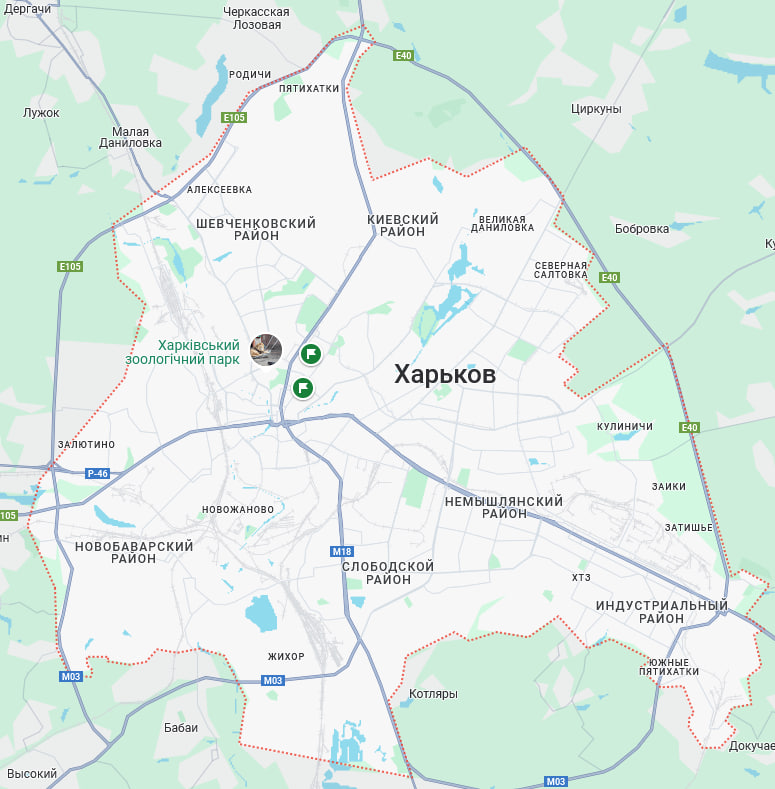 Дергачи
Черкасская
Лозовая
E40
РОДИЧИ
ПЯТИХАТКИ
Лужок
E105
Циркуны
Малая
Даниловка
АЛЕКСЕЕВКА
ШЕВЧЕНКОВСКИЙ
РАЙОН
КИЕВСКИЙ
РАЙОН
ВЕЛИКАЯ
ДАНИЛОВКА
Бобровка
E105
СЕВЕРНАЯ
САЛТОВКА
E40
Харківський
зоологічний парк
Харьков
КУЛИНИЧИ
E40
ЗАЛЮТИНО
P-46
ЗАИКИ
НЕМЫШЛЯНСКИЙ
РАЙОН
НОВОЖАНОВО
105
ЗАТИШЬЕ
НОВОБАВАРСКИЙ
РАЙОН
M18
СЛОБОДСКОЙ
РАЙОН
ХТЗ
ИНДУСТРИАЛЬНЫЙ
РАЙОН
ЖИХОР
ЮЖНЫЕ
ПЯТИХАТКИ
M03
M03
Котляры
Бабаи
Докучае
Высокий
M03